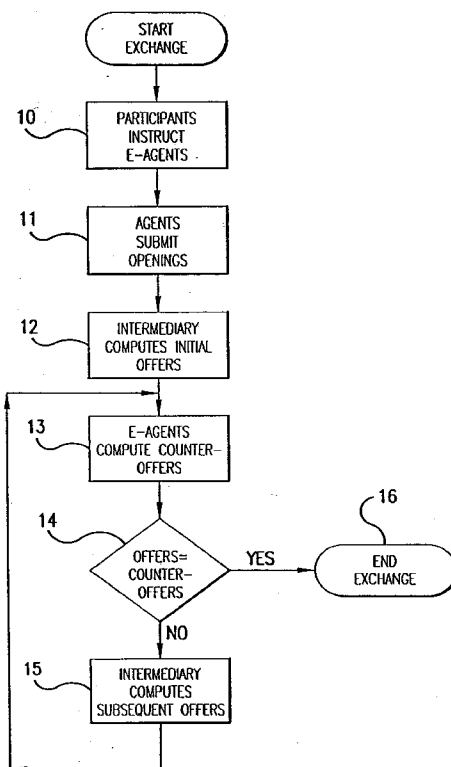 START
EXCHANGE
10
PARTICIPANTS
INSTRUCT
E-AGENTS
11
AGENTS
SUBMIT
OPENINGS
12
INTERMEDIARY
COMPUTES INITIAL
OFFERS
13
E-AGENTS
COMPUTE COUNTER-
OFFERS
14
OFFERS=
COUNTER-
OFFERS
YES
16
END
EXCHANGE
NO
15
INTERMEDIARY
COMPUTES
SUBSEQUENT OFFERS